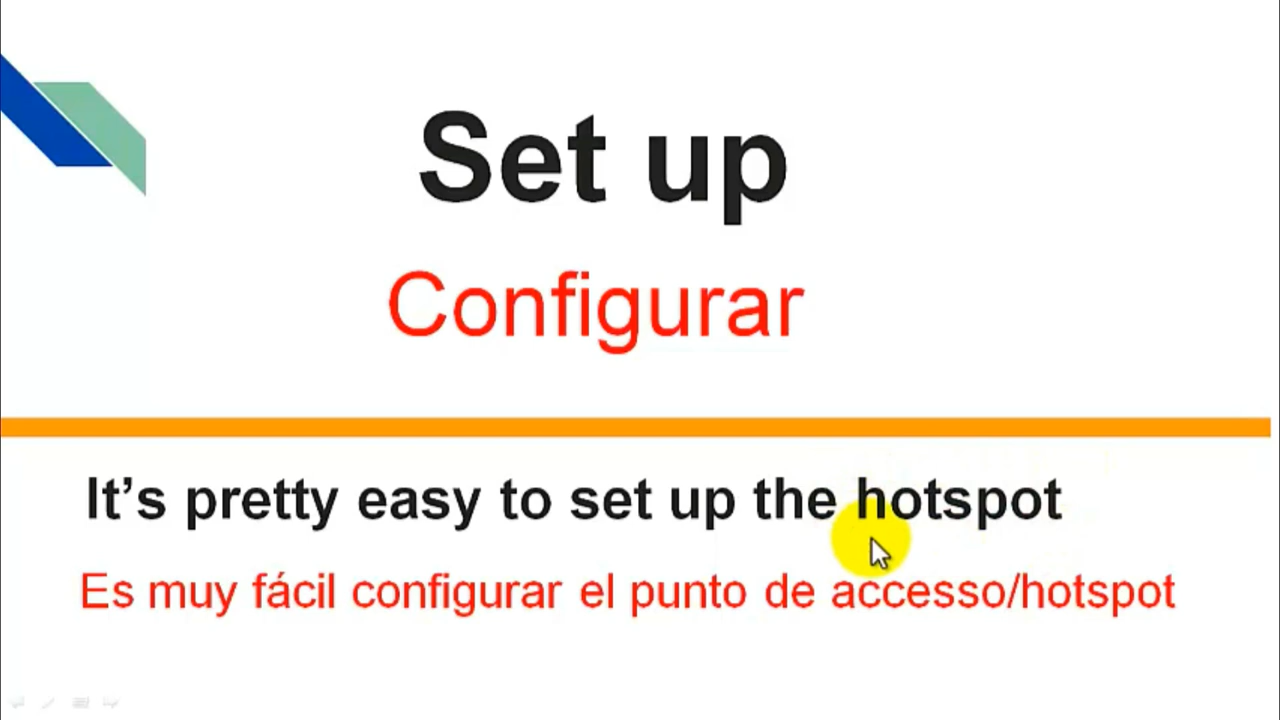 Set up
Configurar
It’s pretty easy to set up the hotspot
Es muy fácil configurar el punto de accesso/hotspot